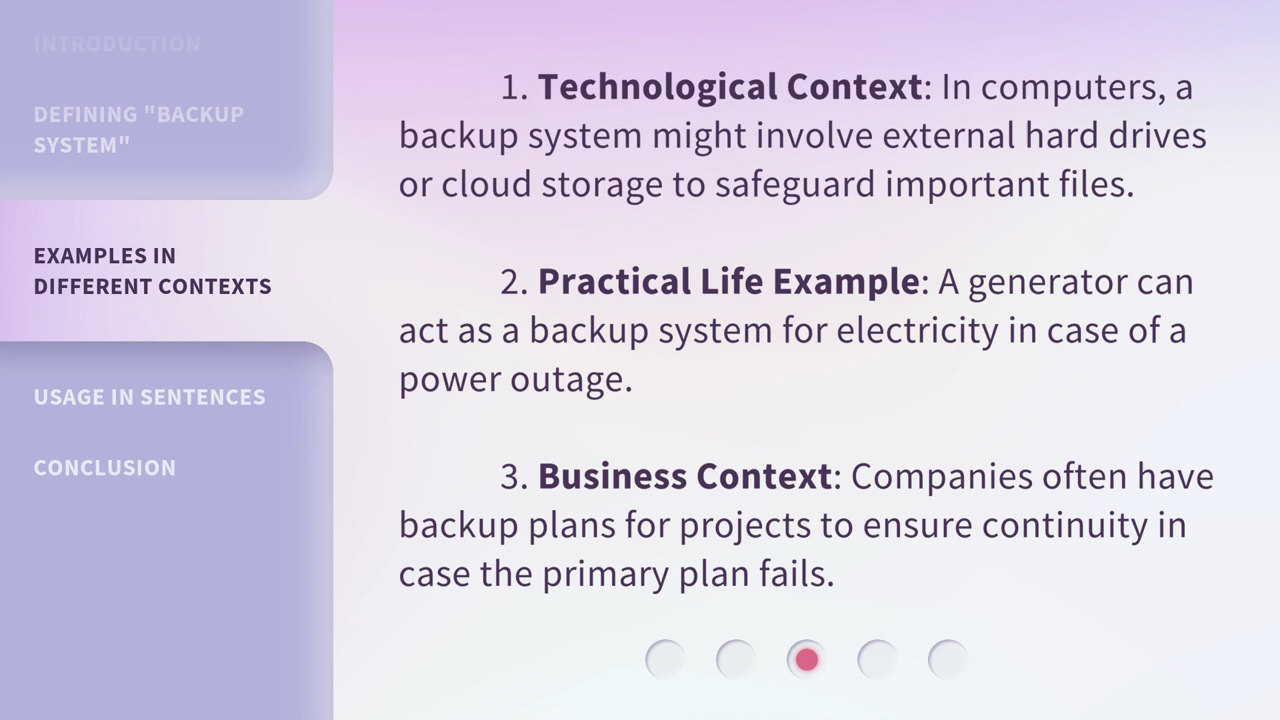 INTRODUCTION
DEFINING "BACKUP
SYSTEM"
EXAMPLES IN
DIFFERENT CONTEXTS
USAGE IN SENTENCES
CONCLUSION
1. Technological Context: In computers, a
backup system might involve external hard drives
or cloud storage to safeguard important files.
2. Practical Life Example: A generator can
act as a backup system for electricity in case of a
power outage.
3. Business Context: Companies often have
backup plans for projects to ensure continuity in
case the primary plan fails.